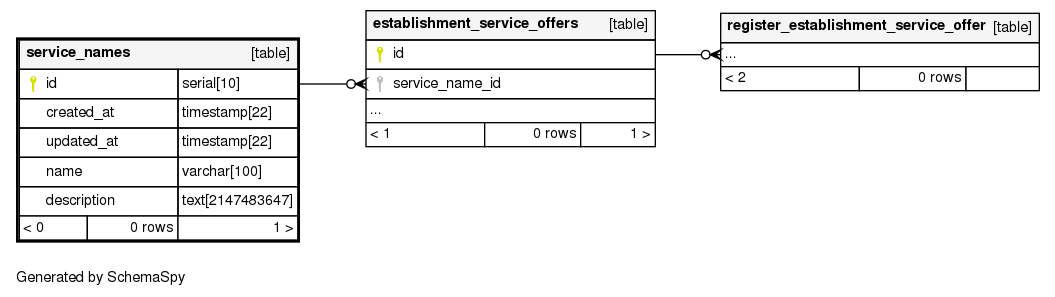 service_names [table]
id serial[10]
created_at timestamp[22]
updated_at timestamp[22]
name varchar[100]
description text[2147483647]
< 0 0 rows 1 >
establishment_service_offers [table]
id
service_name_id
...
< 1 0 rows 1 >
register_establishment_service_offer [table]
...
< 2 0 rows
Generated by SchemaSpy